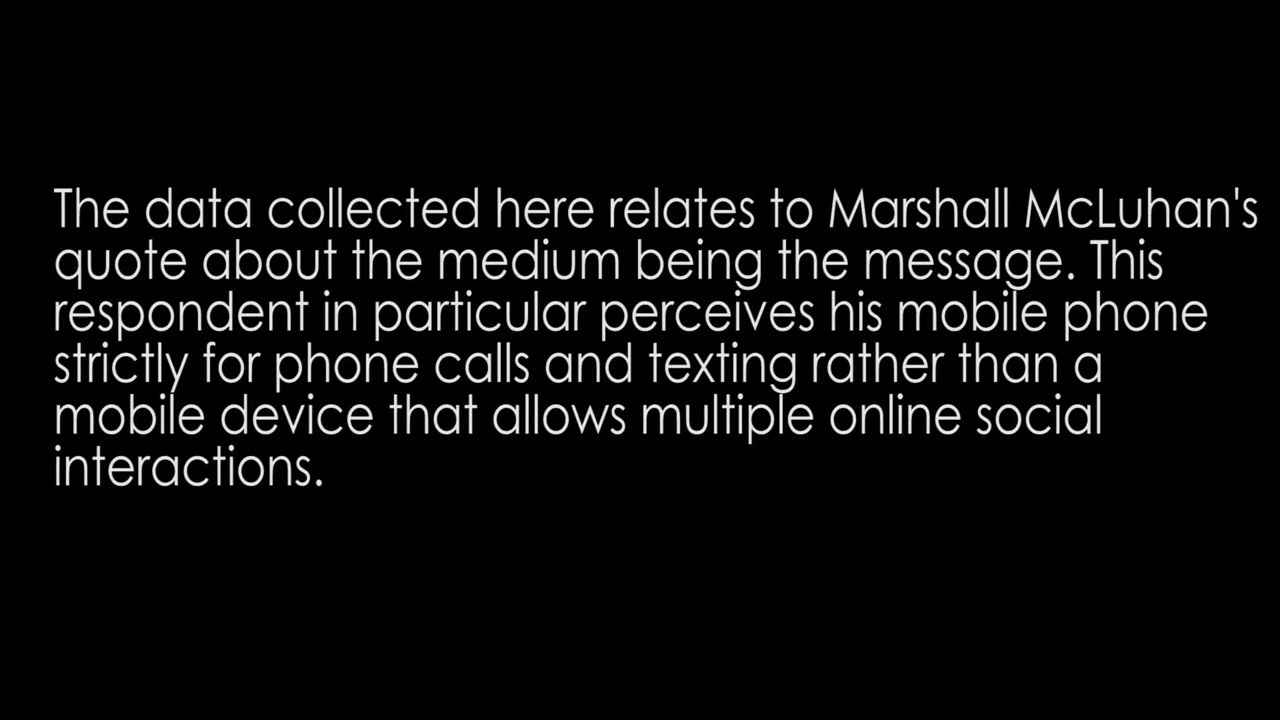 The data collected here relates to Marshall McLuhan's
quote about the medium being the message. This
respondent in particular perceives his mobile phone
strictly for phone calls and texting rather than a
mobile device that allows multiple online social
interactions.